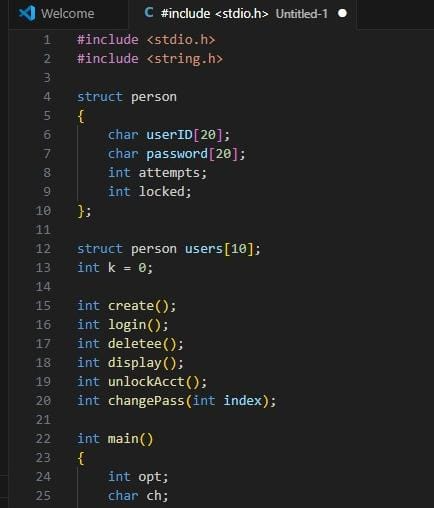 Welcome
C #include <stdio.h> Untitled-1
1 #include <stdio.h>
2 #include <string.h>
3
4 struct person
5 {
6 char userID[20];
7 char password[20];
8 int attempts;
9 int locked;
10 };
11
12 struct person users[10];
13 int k = 0;
14
15 int create();
16 int login();
17 int deletee();
18 int display();
19 int unlockAcct();
20 int changePass(int index);
21
22 int main()
23 {
24 int opt;
25 char ch;